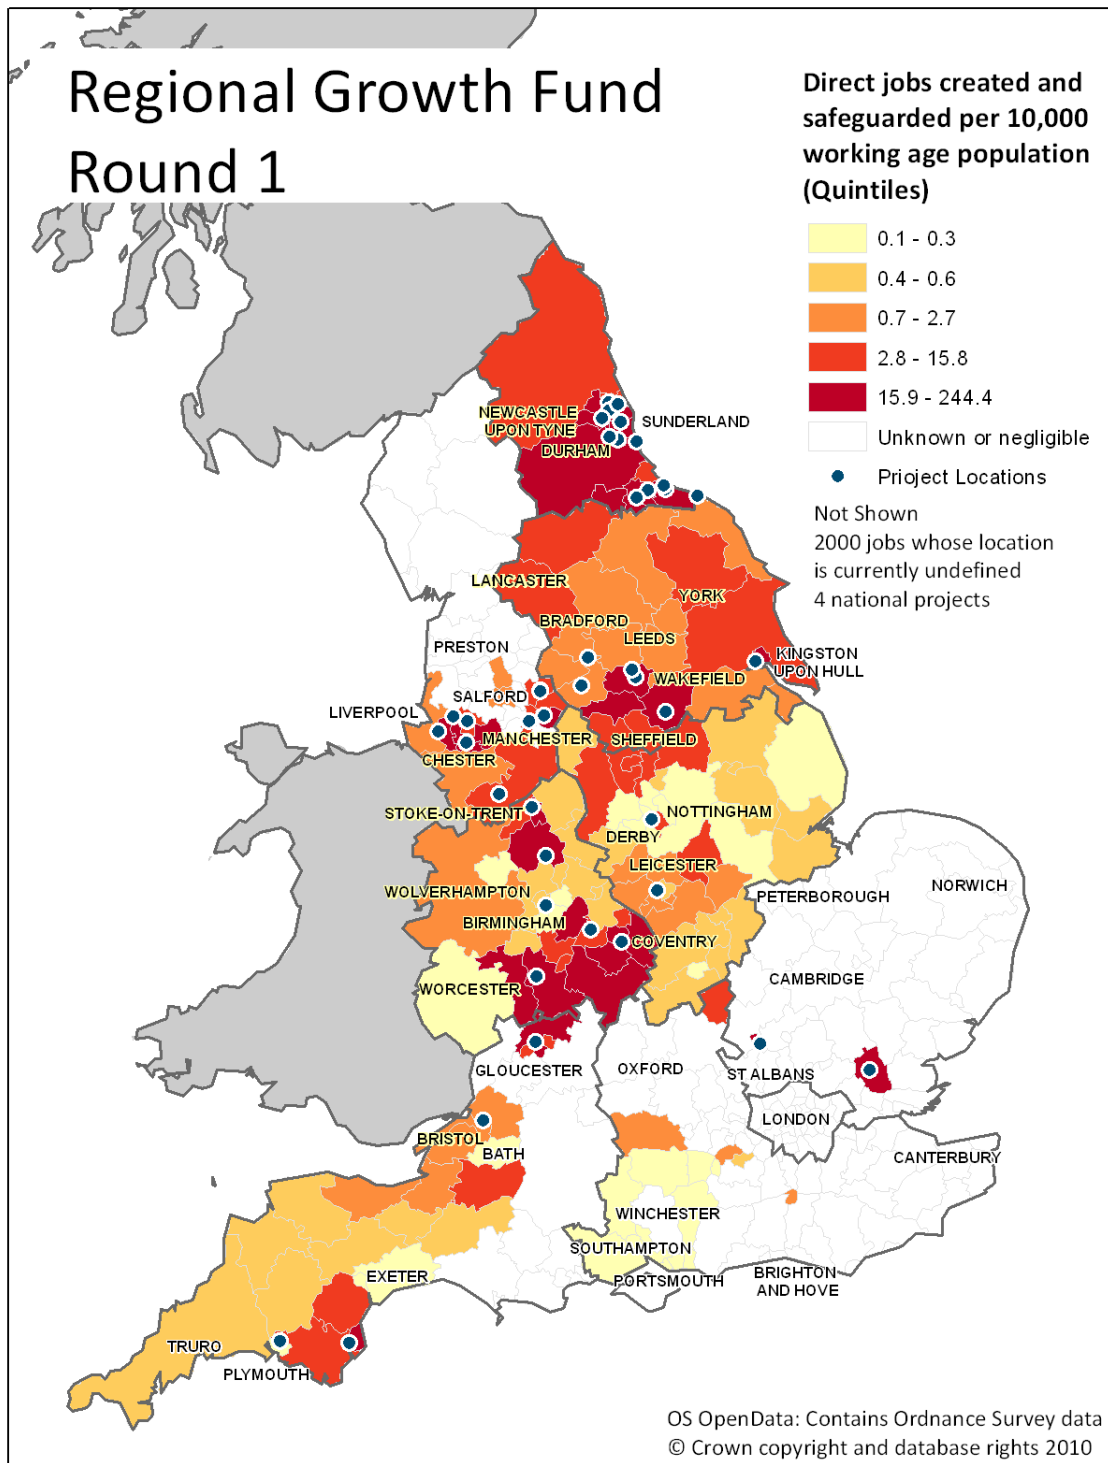 Regional Growth Fund
Round 1
Direct jobs created and
safeguarded per 10,000
working age population
(Quintiles)
0.1 - 0.3
0.4 - 0.6
0.7 - 2.7
2.8 - 15.8
15.9 - 244.4
Unknown or negligible
Prioject Locations
Not Shown
2000 jobs whose location
is currently undefined
4 national projects
NEWCASTLE
UPON TYNE
SUNDERLAND
DURHAM
LANCASTER
YORK
BRADFORD
LEEDS
PRESTON
KINGSTON
UPON HULL
WAKEFIELD
SALFORD
LIVERPOOL
MANCHESTER
SHEFFIELD
CHESTER
STOKE-ON-TRENT
NOTTINGHAM
DERBY
LEICESTER
WOLVERHAMPTON
PETERBOROUGH
NORWICH
BIRMINGHAM
COVENTRY
CAMBRIDGE
WORCESTER
GLOUCESTER
OXFORD
ST ALBANS
LONDON
BRISTOL
BATH
CANTERBURY
WINCHESTER
SOUTHAMPTON
PORTSMOUTH
BRIGHTON
AND HOVE
EXETER
TRURO
PLYMOUTH
OS OpenData: Contains Ordnance Survey data
© Crown copyright and database rights 2010